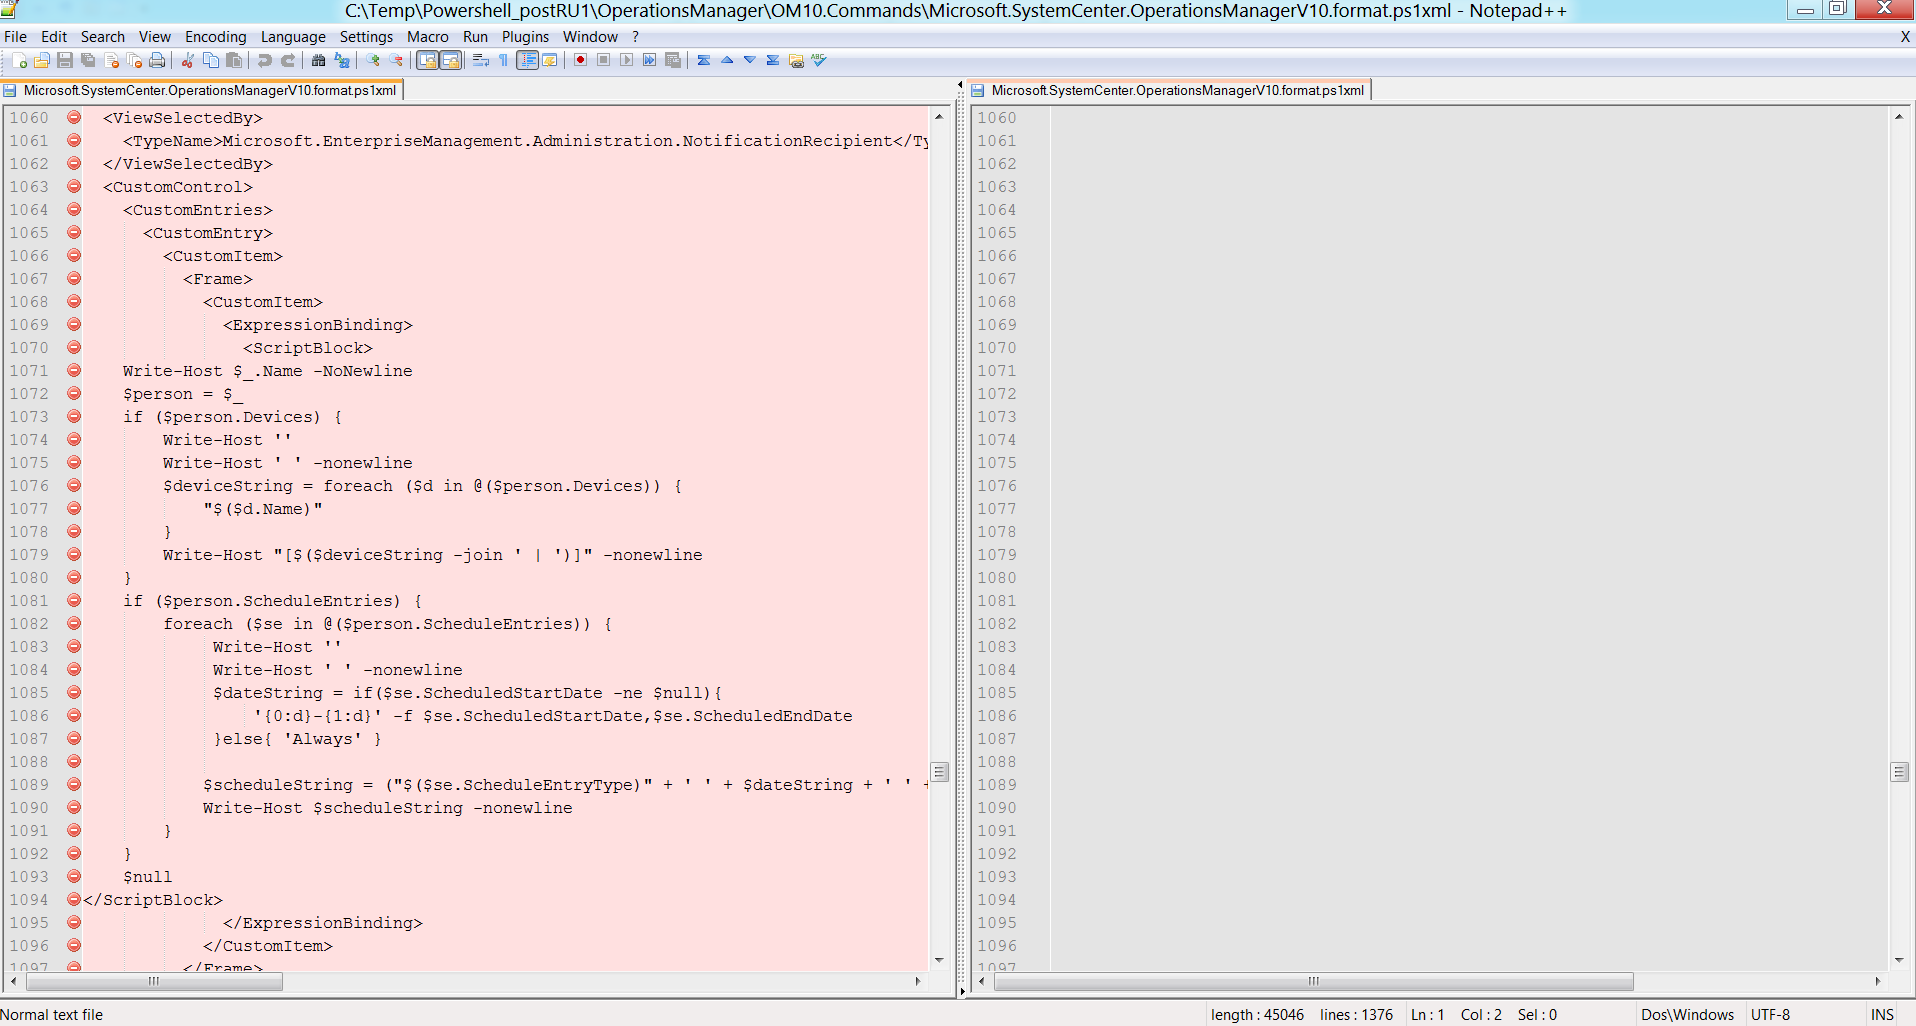 C:\Temp\Powershell_postRU1\OperationsManager\OM10.Commands\Microsoft.SystemCenter.OperationsManagerV10.format.ps1xml - Notepad++
File Edit Search View Encoding Language Settings Macro Run Plugins Window ? X
Microsoft.SystemCenter.OperationsManagerV10.format.ps1xml
1060 <ViewSelectedBy>
1061 <TypeName>Microsoft.EnterpriseManagement.Administration.NotificationRecipient</Ty
1062 </ViewSelectedBy>
1063 <CustomControl>
1064 <CustomEntries>
1065 <CustomEntry>
1066 <CustomItem>
1067 <Frame>
1068 <CustomItem>
1069 <ExpressionBinding>
1070 <ScriptBlock>
1071 Write-Host $_.Name -NoNewline
1072 $person = $_
1073 if ($person.Devices) {
1074 Write-Host ''
1075 Write-Host ' ' -nonewline
1076 $deviceString = foreach ($d in @($person.Devices)) {
1077 "$($d.Name)"
1078 }
1079 Write-Host "[$($deviceString -join ' | ')]" -nonewline
1080 }
1081 if ($person.ScheduleEntries) {
1082 foreach ($se in @($person.ScheduleEntries)) {
1083 Write-Host ''
1084 Write-Host ' ' -nonewline
1085 $dateString = if($se.ScheduledStartDate -ne $null){
1086 '{0:d}-{1:d}' -f $se.ScheduledStartDate,$se.ScheduledEndDate
1087 }else{ 'Always' }
1088
1089 $scheduleString = ("$($se.ScheduleEntryType)" + ' ' + $dateString + ' ' +
1090 Write-Host $scheduleString -nonewline
1091 }
1092 }
1093 $null
1094 </ScriptBlock>
1095 </ExpressionBinding>
1096 </CustomItem>
1097 </Frame>
Microsoft.SystemCenter.OperationsManagerV10.format.ps1xml
1060
1061
1062
1063
1064
1065
1066
1067
1068
1069
1070
1071
1072
1073
1074
1075
1076
1077
1078
1079
1080
1081
1082
1083
1084
1085
1086
1087
1088
1089
1090
1091
1092
1093
1094
1095
1096
1097
Normal text file length : 45046 lines : 1376 Ln : 1 Col : 2 Sel : 0 Dos\Windows UTF-8 INS